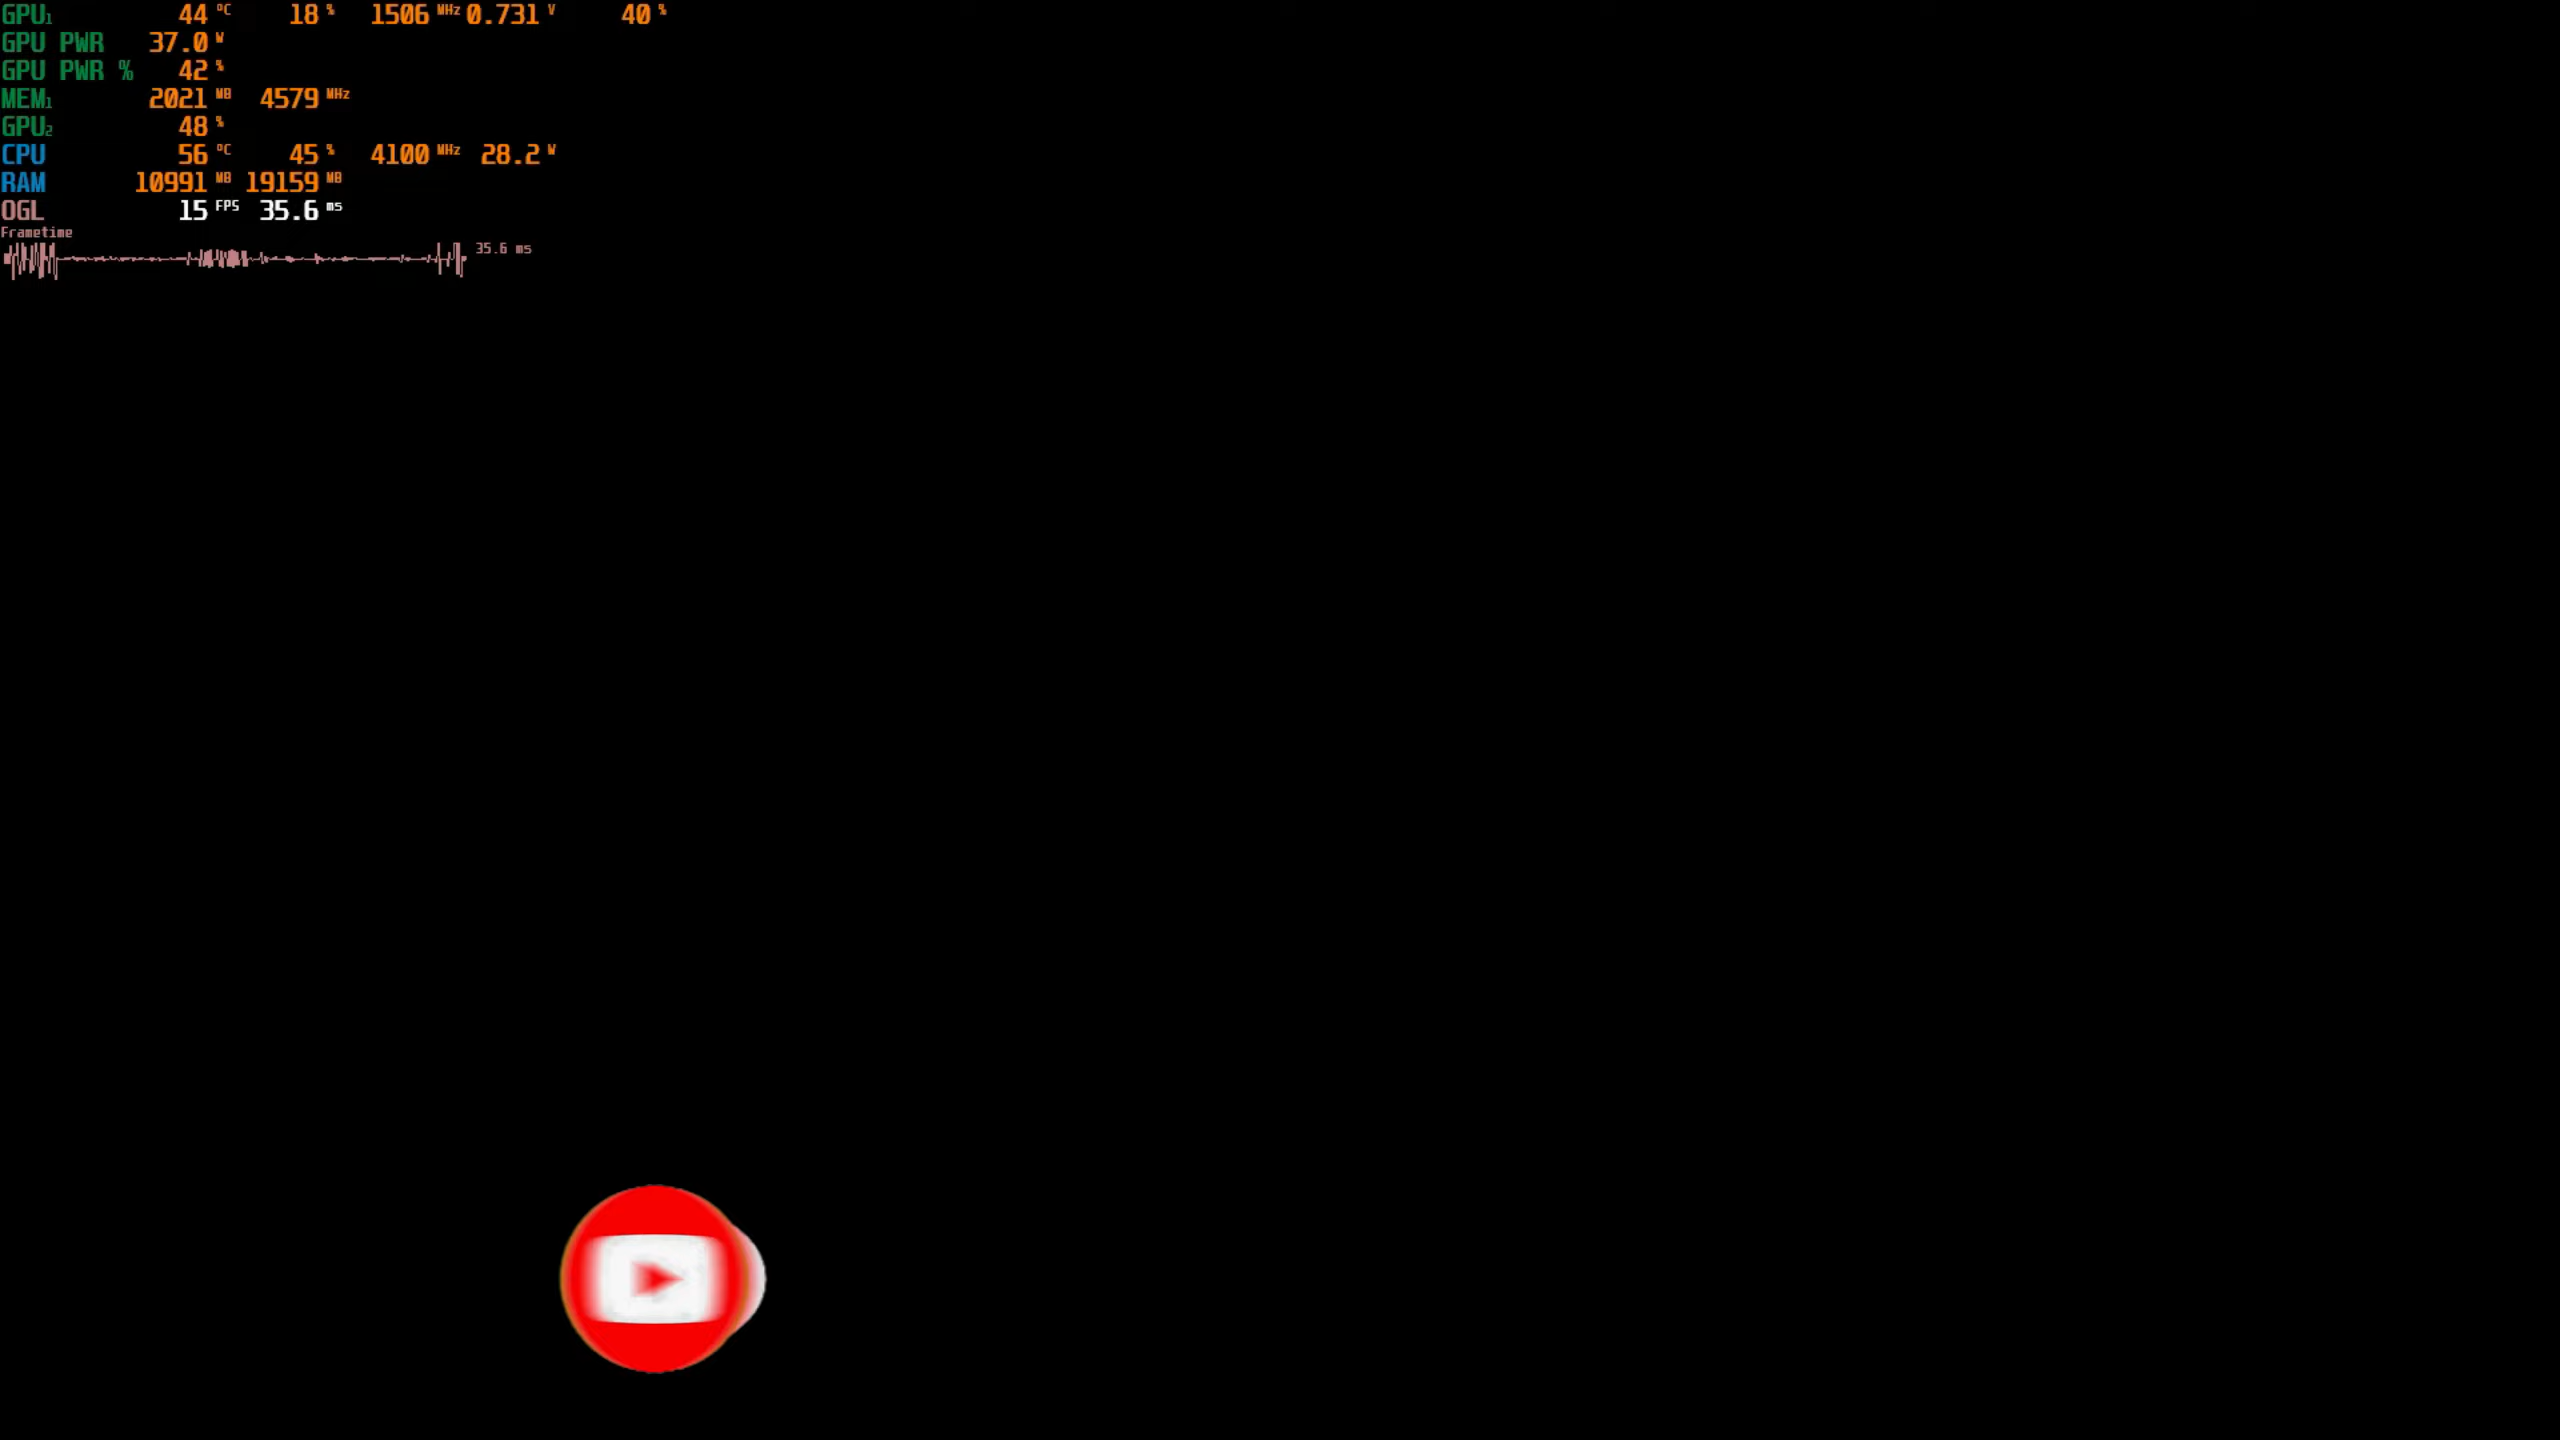 GPU1 44 °C 18 % 1506 MHz 0.731 V 40 %
GPU PWR 37.0 W
GPU PWR % 42 %
MEM1 2021 MB 4579 MHz
GPU2 48 %
CPU 56 °C 45 % 4100 MHz 28.2 W
RAM 10991 MB 19159 MB
OGL 15 FPS 35.6 ms
Frametime
35.6 ms